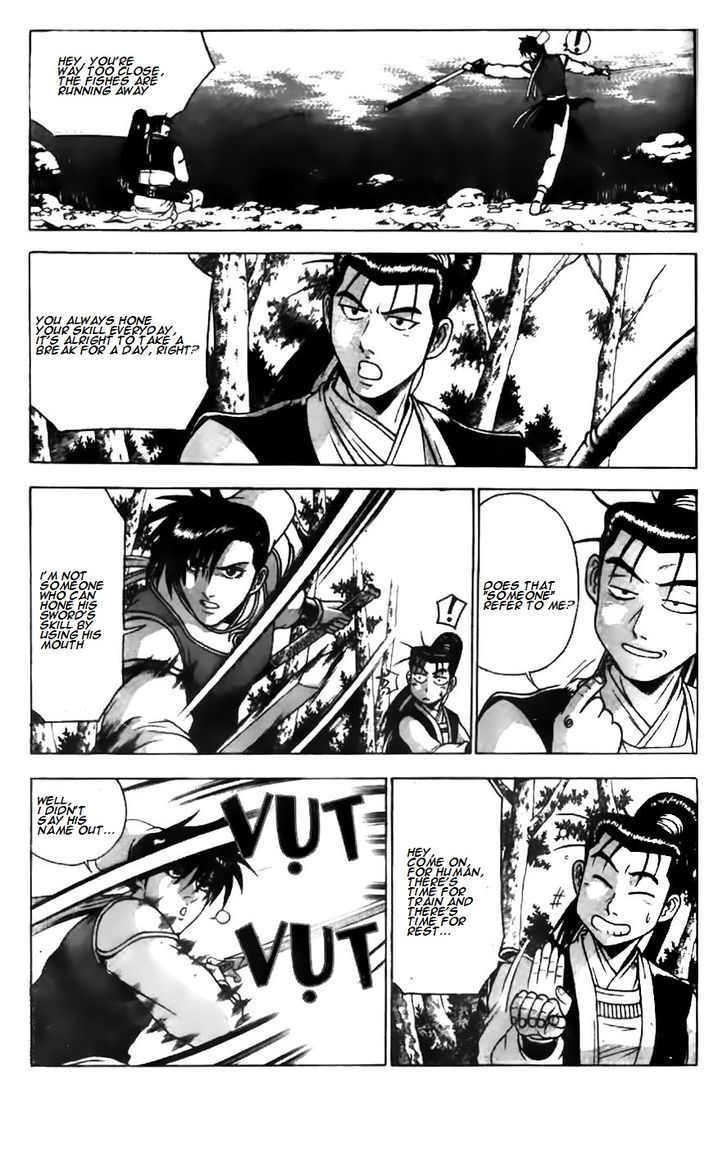 HEY, YOU'RE
WAY TOO CLOSE,
THE FISHES ARE
RUNNING AWAY
!
YOU ALWAYS HONE
YOUR SKILL EVERYDAY,
IT'S ALRIGHT TO TAKE A
BREAK FOR A DAY, RIGHT?
I'M NOT
SOMEONE
WHO CAN
HONE HIS
SWORD'S
SKILL BY
USING HIS
MOUTH
!
DOES THAT
"SOMEONE"
REFER TO ME?
WELL,
I DIDN'T
SAY HIS
NAME OUT...
VỤT
VỤT
HEY,
COME ON,
FOR HUMAN,
THERE'S
TIME FOR
TRAIN AND
THERE'S
TIME FOR
REST...